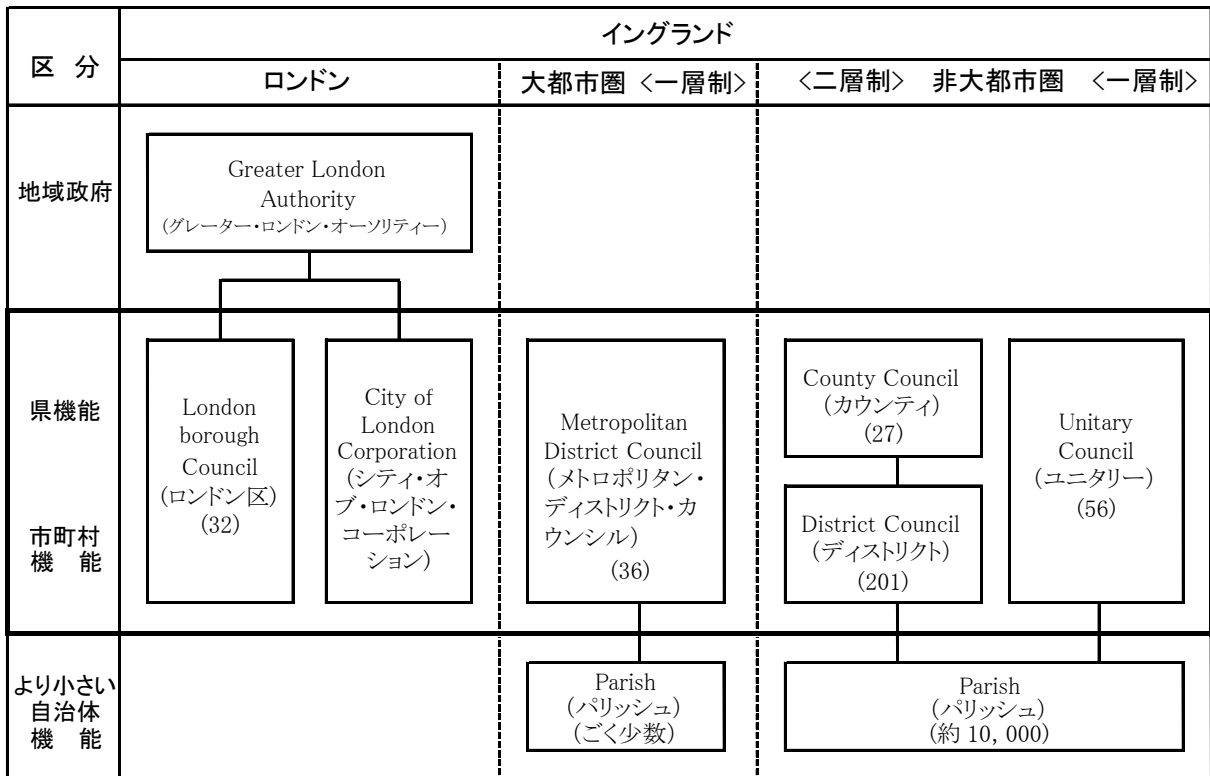 区 分
イングランド
ロンドン
大都市圏 <一層制>
<二層制> 非大都市圏 <一層制>
地域政府
Greater London
Authority
(グレーター・ロンドン・オーソリティー)
県機能
市町村
機 能
London
borough
Council
(ロンドン区)
(32)
City of
London
Corporation
(シティ・オ
ブ・ロンドン・
コーポレー
ション)
Metropolitan
District Council
(メトロポリタン・
ディストリクト・カ
ウンシル)
(36)
County Council
(カウンティ)
(27)
District Council
(ディストリクト)
(201)
Unitary
Council
(ユニタリー)
(56)
より小さい
自治体
機 能
Parish
(パリッシュ)
(ごく少数)
Parish
(パリッシュ)
(約 10, 000)